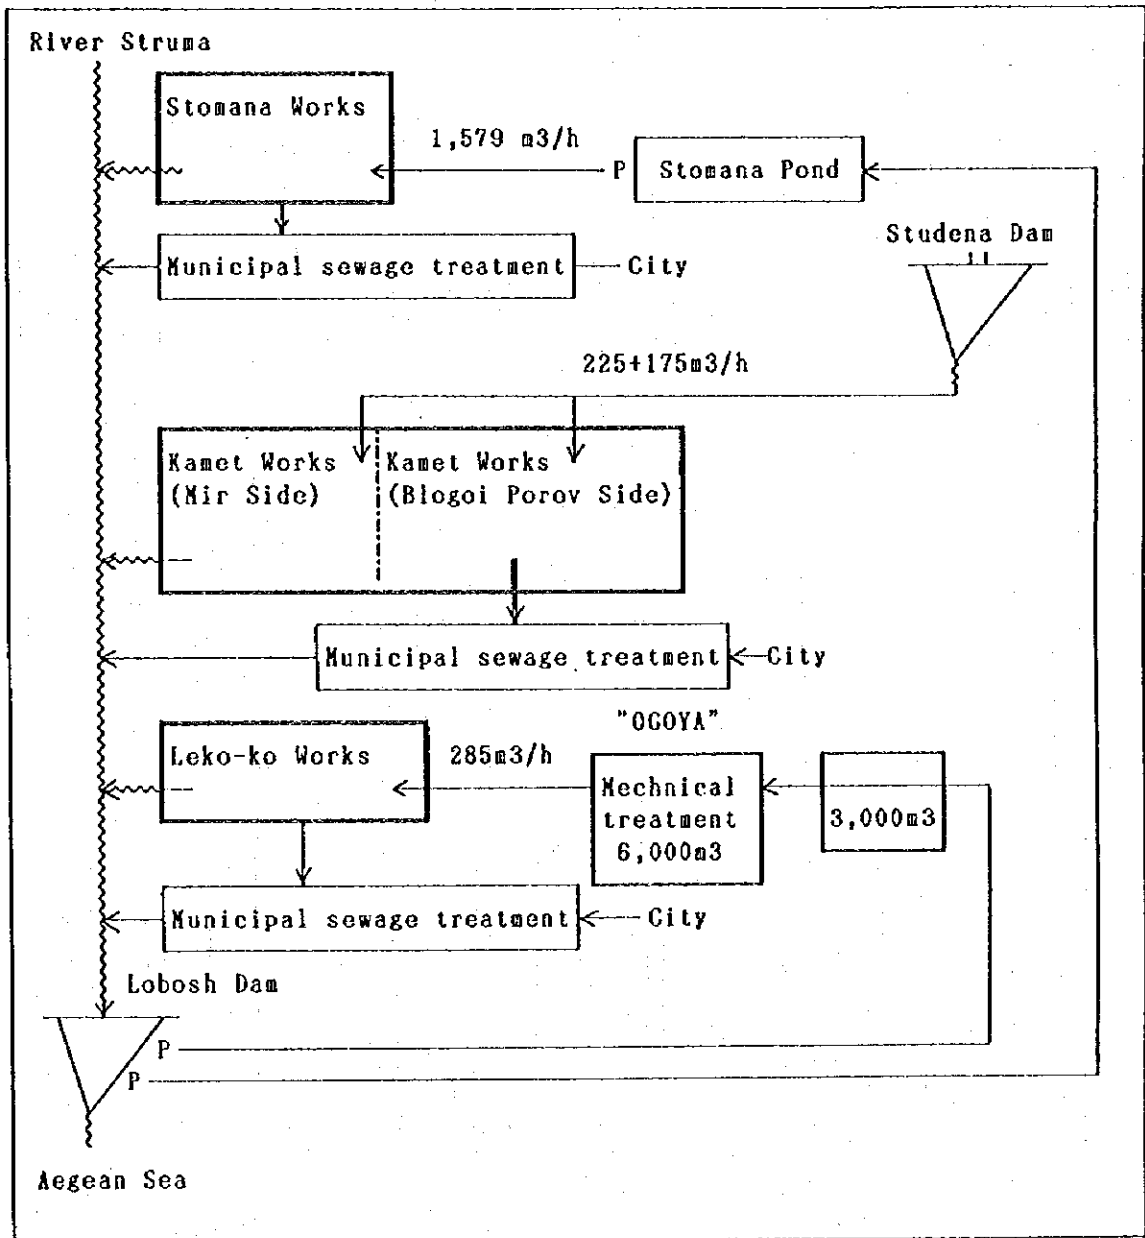 River Struma
Stomana Works
1,579 m3/h
P
Stomana Pond
Studena Dam
Municipal sewage treatment
City
225+175m3/h
Kamet Works
(Mir Side)
Kamet Works
(Blogoi Porov Side)
Municipal sewage treatment
City
"OGOYA"
Leko-ko Works
285m3/h
Mechnical
treatment
6,000m3
3,000m3
Municipal sewage treatment
City
Lobosh Dam
P
P
Aegean Sea